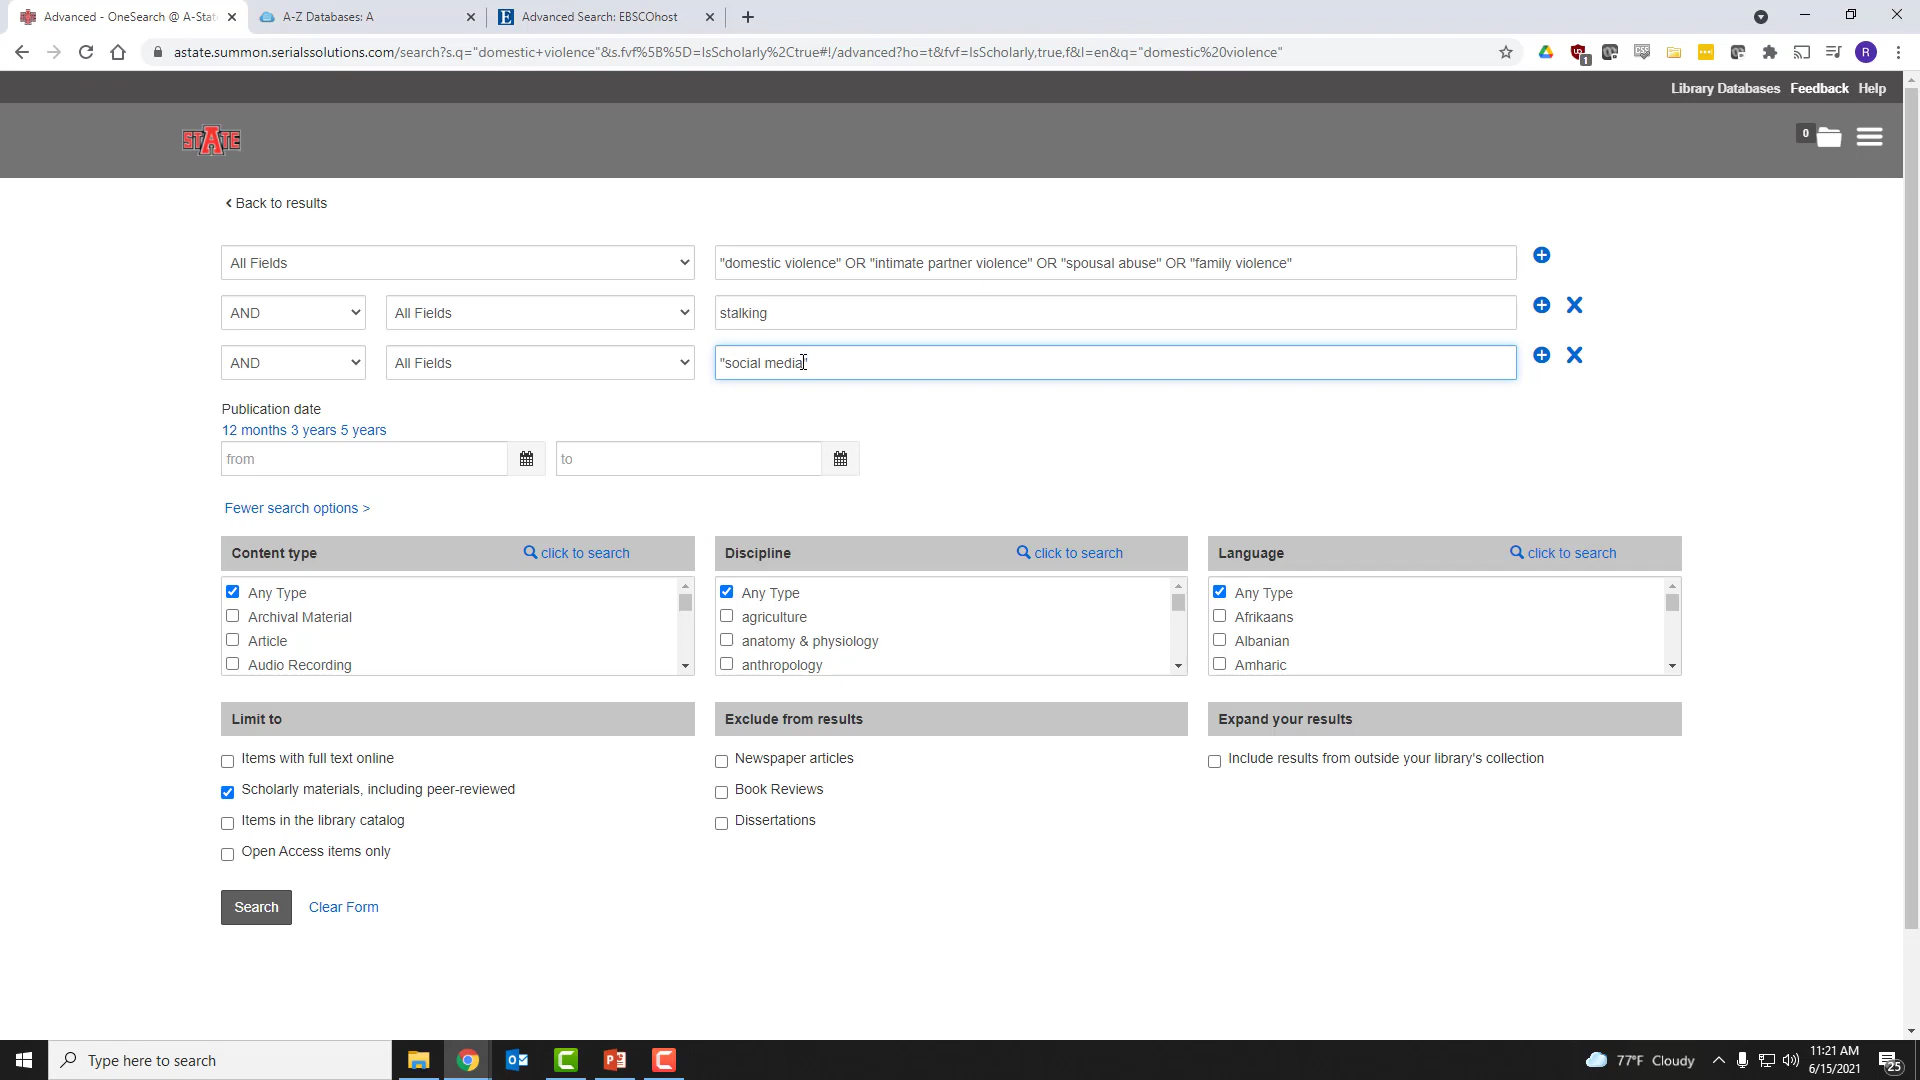 Advanced - OneSearch @ A-State
A-Z Databases: A
Advanced Search: EBSCOhost
astate.summon.serialssolutions.com/search?s.q="domestic+violence"&s.fvf%5B%5D=IsScholarly%2Ctrue#!/advanced?ho=t&fvf=IsScholarly,true,f&l=en&q="domestic%20violence"
1
R
Library Databases Feedback Help
STATE
0
Back to results
All Fields
"domestic violence" OR "intimate partner violence" OR "spousal abuse" OR "family violence"
AND
All Fields
stalking
AND
All Fields
"social media"
Publication date
12 months 3 years 5 years
from
to
Fewer search options >
Content type
click to search
Any Type
Archival Material
Article
Audio Recording
Discipline
click to search
Any Type
agriculture
anatomy & physiology
anthropology
Language
click to search
Any Type
Afrikaans
Albanian
Amharic
Limit to
Items with full text online
Scholarly materials, including peer-reviewed
Items in the library catalog
Open Access items only
Exclude from results
Newspaper articles
Book Reviews
Dissertations
Expand your results
Include results from outside your library's collection
Search
Clear Form
Type here to search
77°F Cloudy
11:21 AM
6/15/2021
25